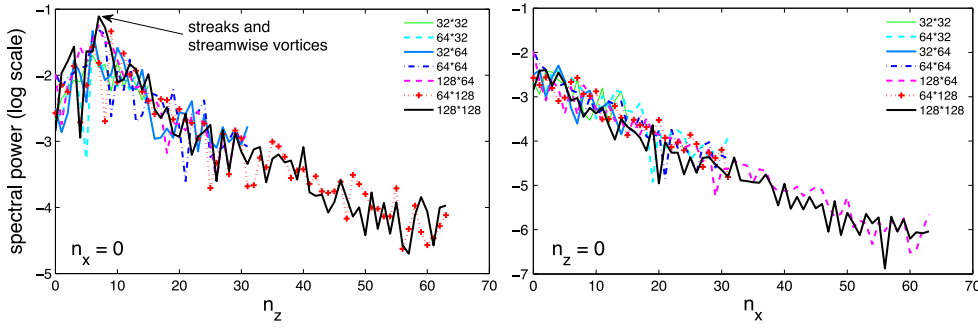 streaks and
streamwise vortices
32*32
64*32
32*64
64*64
128*64
64*128
128*128
spectral power (log scale)
−1
−2
−3
−4
−5
n_x = 0
0 10 20 30 40 50 60 70
n_z
32*32
64*32
32*64
64*64
128*64
64*128
128*128
−1
−2
−3
−4
−5
−6
−7
n_z = 0
0 10 20 30 40 50 60 70
n_x